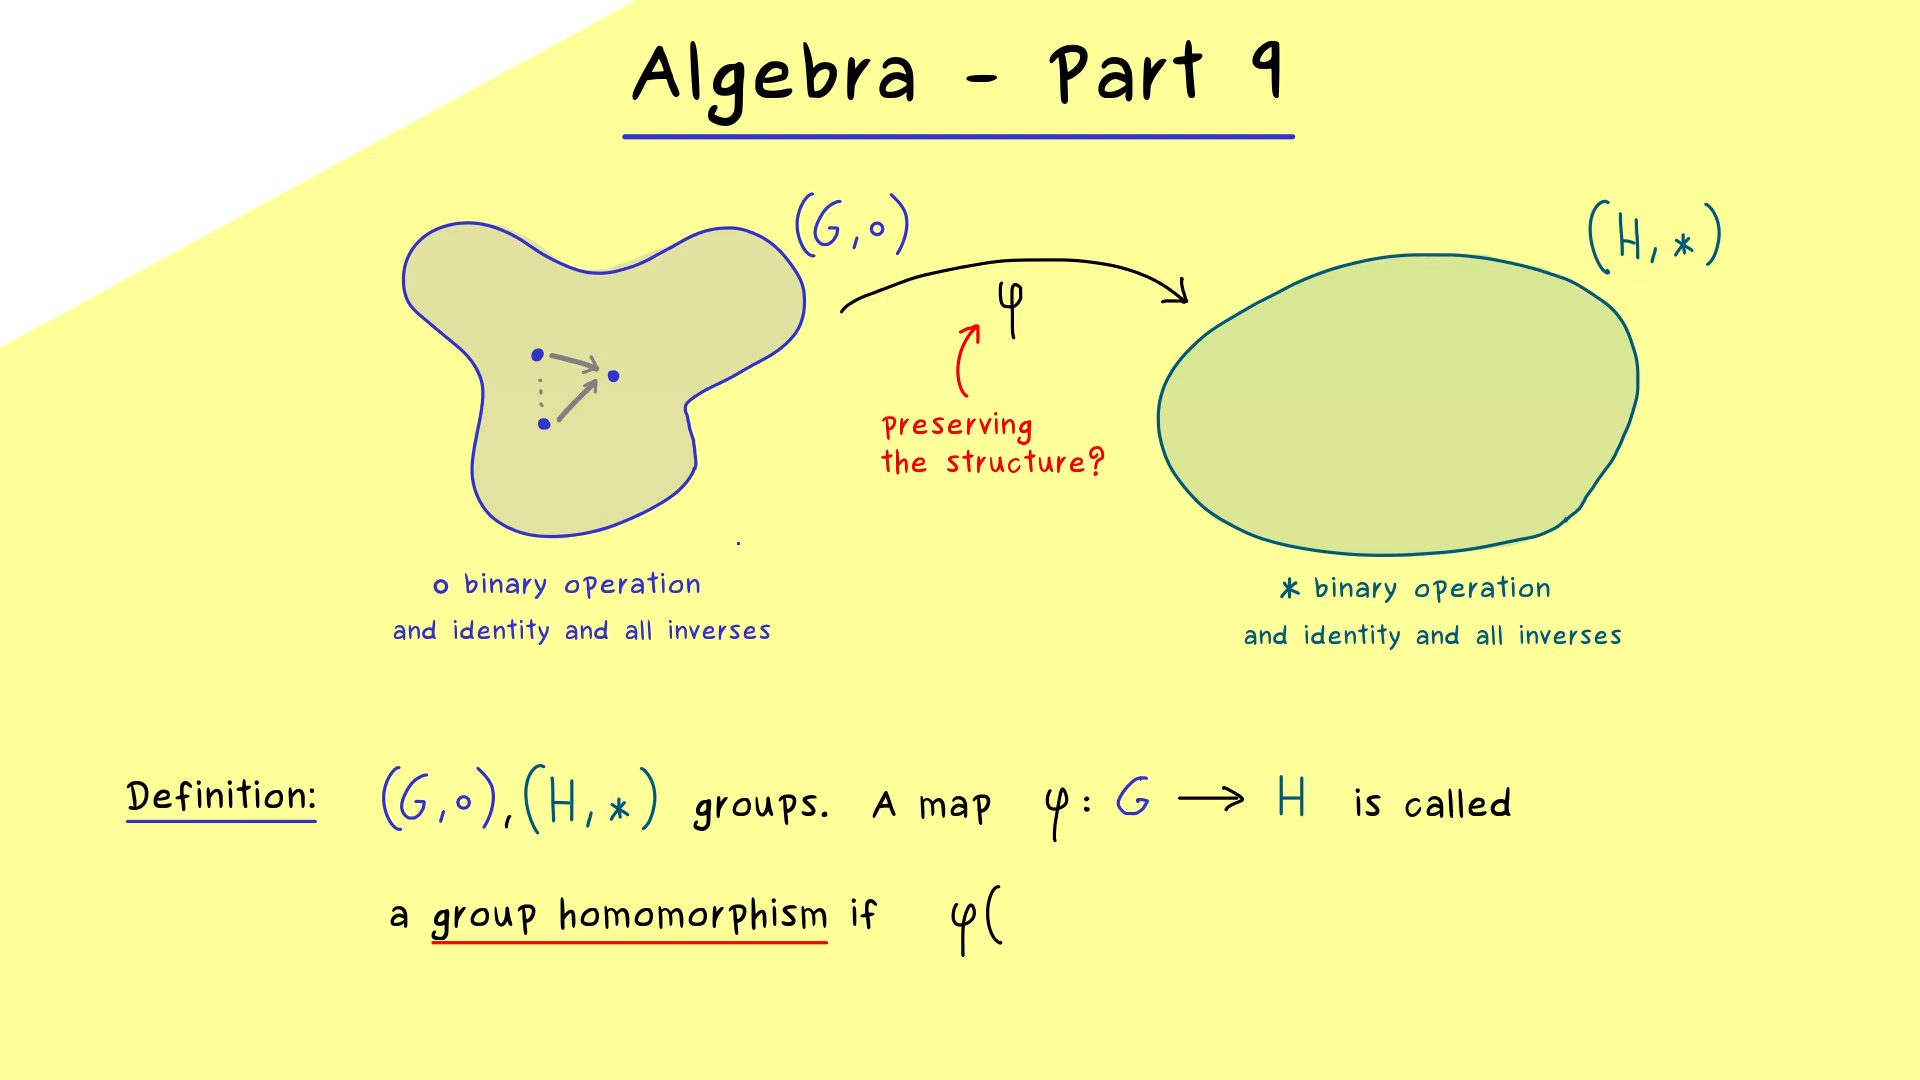 Algebra - Part 9
(G, ∘)
(H, *)
φ
preserving
the structure?
∘ binary operation
and identity and all inverses
* binary operation
and identity and all inverses
Definition: (G, ∘), (H, *) groups. A map φ: G ⟶ H is called
a group homomorphism if φ(